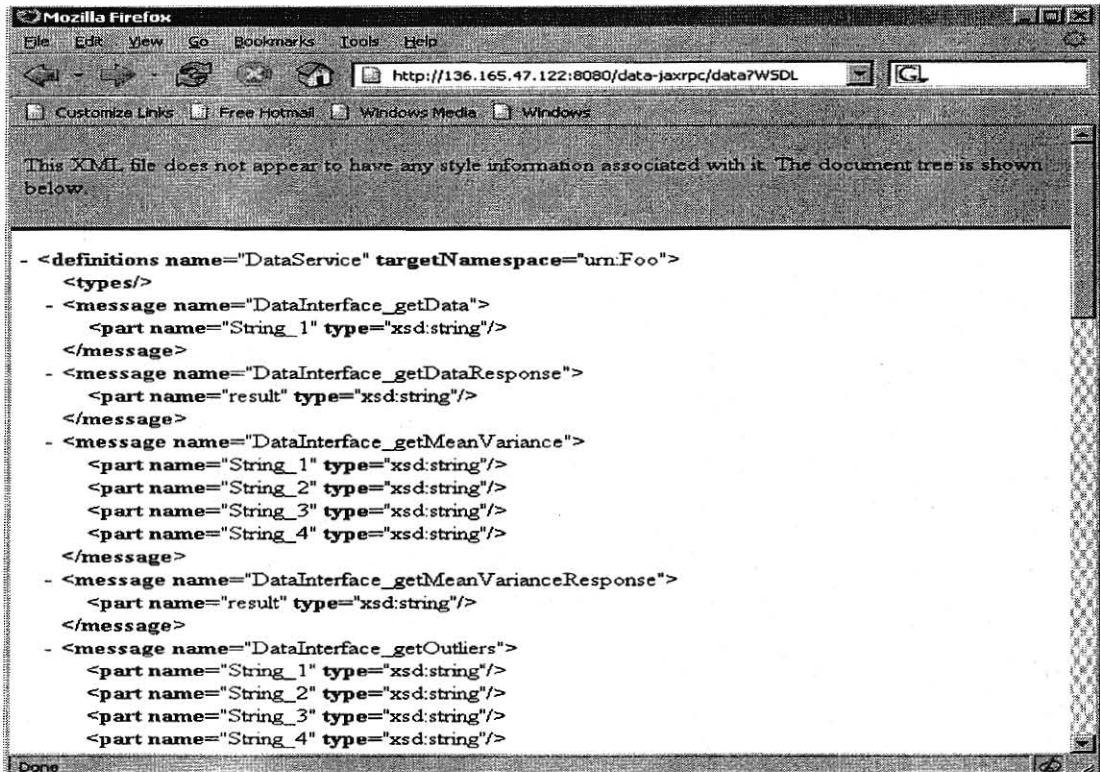 Mozilla Firefox
File Edit View Go Bookmarks Tools Help
http://136.165.47.122:8080/data-jaxrpc/data?WSDL
Customize Links Free Hotmail Windows Media Windows
This XML file does not appear to have any style information associated with it. The document tree is shown
below.
- <definitions name="DataService" targetNamespace="urn:Foo">
<types/>
- <message name="DataInterface_getData">
<part name="String_1" type="xsd:string"/>
</message>
- <message name="DataInterface_getDataResponse">
<part name="result" type="xsd:string"/>
</message>
- <message name="DataInterface_getMeanVariance">
<part name="String_1" type="xsd:string"/>
<part name="String_2" type="xsd:string"/>
<part name="String_3" type="xsd:string"/>
<part name="String_4" type="xsd:string"/>
</message>
- <message name="DataInterface_getMeanVarianceResponse">
<part name="result" type="xsd:string"/>
</message>
- <message name="DataInterface_getOutliers">
<part name="String_1" type="xsd:string"/>
<part name="String_2" type="xsd:string"/>
<part name="String_3" type="xsd:string"/>
<part name="String_4" type="xsd:string"/>
Done